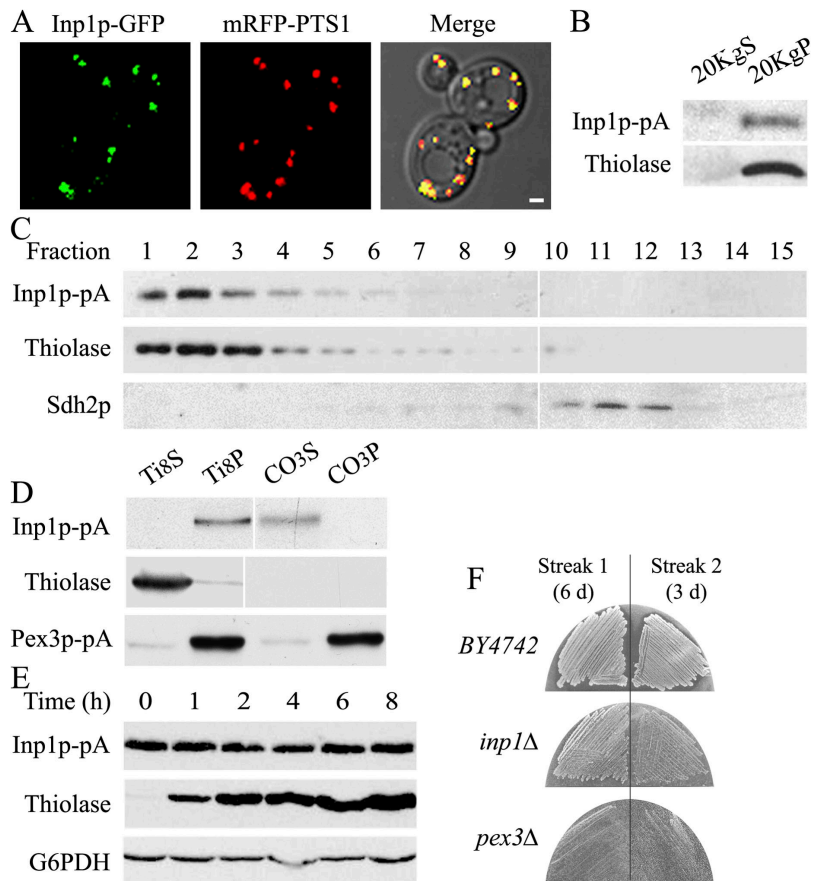 A
Inp1p-GFP mRFP-PTS1 Merge
B
20KgS 20KgP
Inp1p-pA
Thiolase
C
Fraction 1 2 3 4 5 6 7 8 9 10 11 12 13 14 15
Inp1p-pA
Thiolase
Sdh2p
D
Ti8S Ti8P CO3S CO3P
Inp1p-pA
Thiolase
Pex3p-pA
E
Time (h) 0 1 2 4 6 8
Inp1p-pA
Thiolase
G6PDH
F
Streak 1 Streak 2
(6 d) (3 d)
BY4742
inp1Δ
pex3Δ